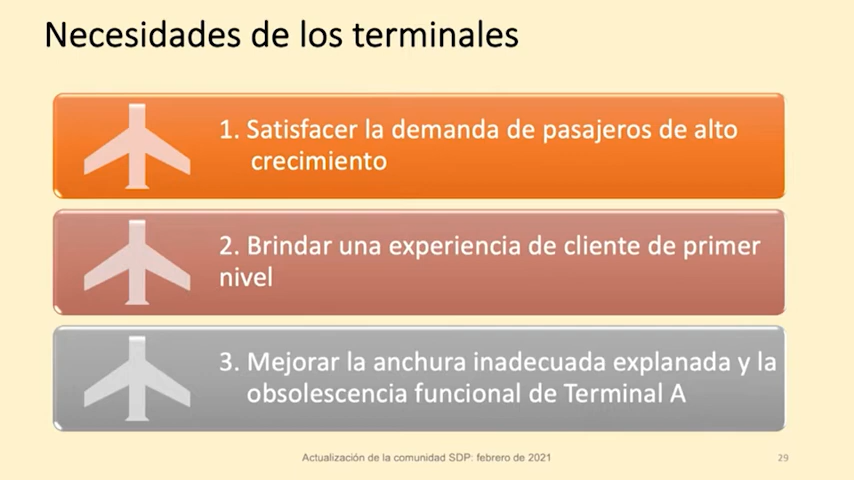 Necesidades de los terminales
1. Satisfacer la demanda de pasajeros de alto
crecimiento
2. Brindar una experiencia de cliente de primer
nivel
3. Mejorar la anchura inadecuada explanada y la
obsolescencia funcional de Terminal A
Actualización de la comunidad SDP: febrero de 2021
29